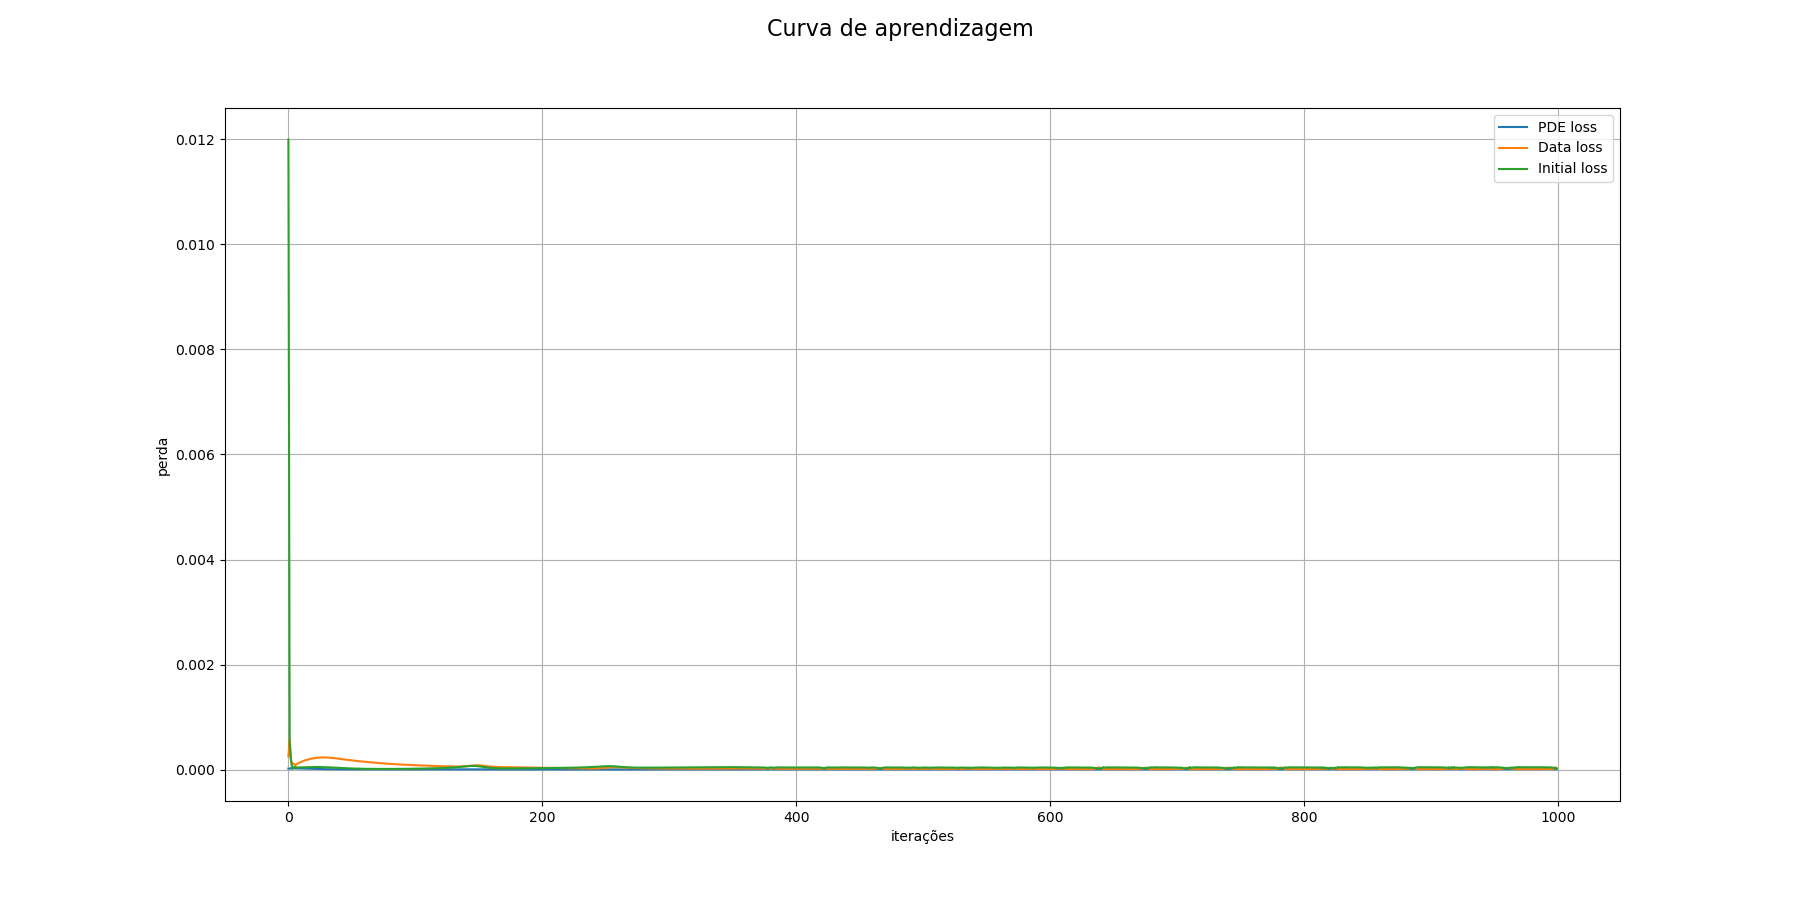 Curva de aprendizagem
PDE loss
Data loss
Initial loss
0.012
0.010
0.008
0.006
0.004
0.002
0.000
perda
0 200 400 600 800 1000
iterações